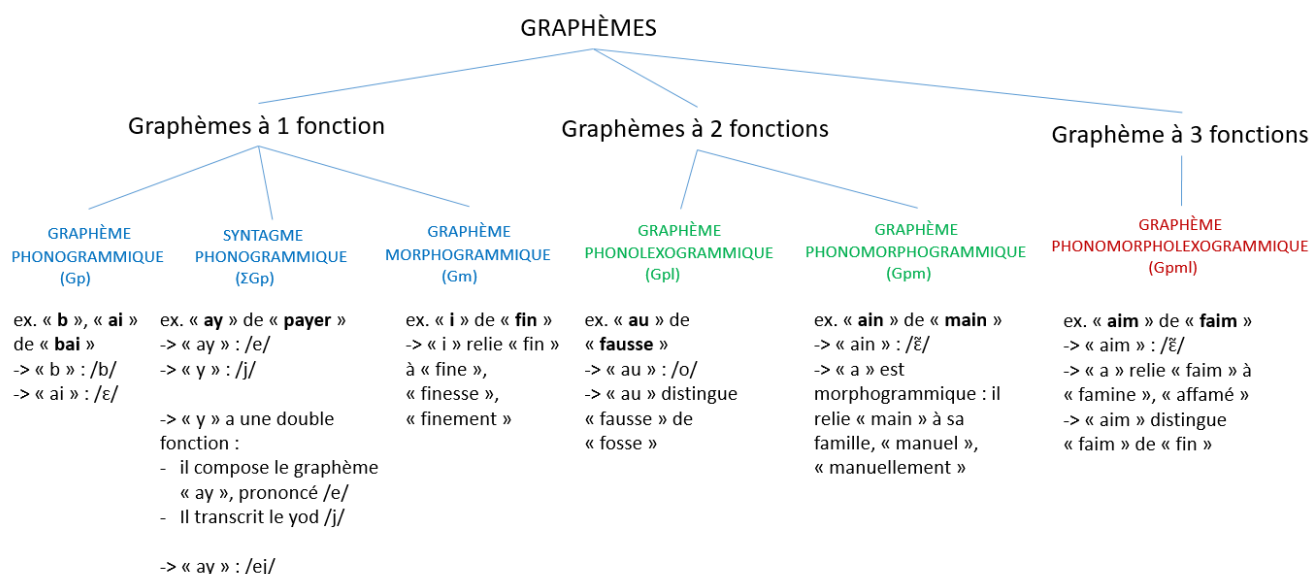 GRAPHÈMES
Graphèmes à 1 fonction
Graphèmes à 2 fonctions
Graphème à 3 fonctions
GRAPHÈME
PHONOGRAMMIQUE
(Gp)
ex. « b », « ai »
de « bai »
-> « b » : /b/
-> « ai » : /ε/
SYNTAGME
PHONOGRAMMIQUE
(ΣGp)
ex. « ay » de « payer »
-> « ay » : /e/
-> « y » : /j/
-> « y » a une double
fonction :
- il compose le graphème
« ay », prononcé /e/
- Il transcrit le yod /j/
-> « ay » : /ej/
GRAPHÈME
MORPHOGRAMMIQUE
(Gm)
ex. « i » de « fin »
-> « i » relie « fin »
à « fine »,
« finesse »,
« finement »
GRAPHÈME
PHONOLEXOGRAMMIQUE
(Gpl)
ex. « au » de
« fausse »
-> « au » : /o/
-> « au » distingue
« fausse » de
« fosse »
GRAPHÈME
PHONOMORPHOGRAMMIQUE
(Gpm)
ex. « ain » de « main »
-> « ain » : /ɛ̃/
-> « a » est
morphogrammique : il
relie « main » à sa
famille, « manuel »,
« manuellement »
GRAPHÈME
PHONOMORPHOLEXOGRAMMIQUE
(Gpml)
ex. « aim » de « faim »
-> « aim » : /ɛ̃/
-> « a » relie « faim » à
« famine », « affamé »
-> « aim » distingue
« faim » de « fin »